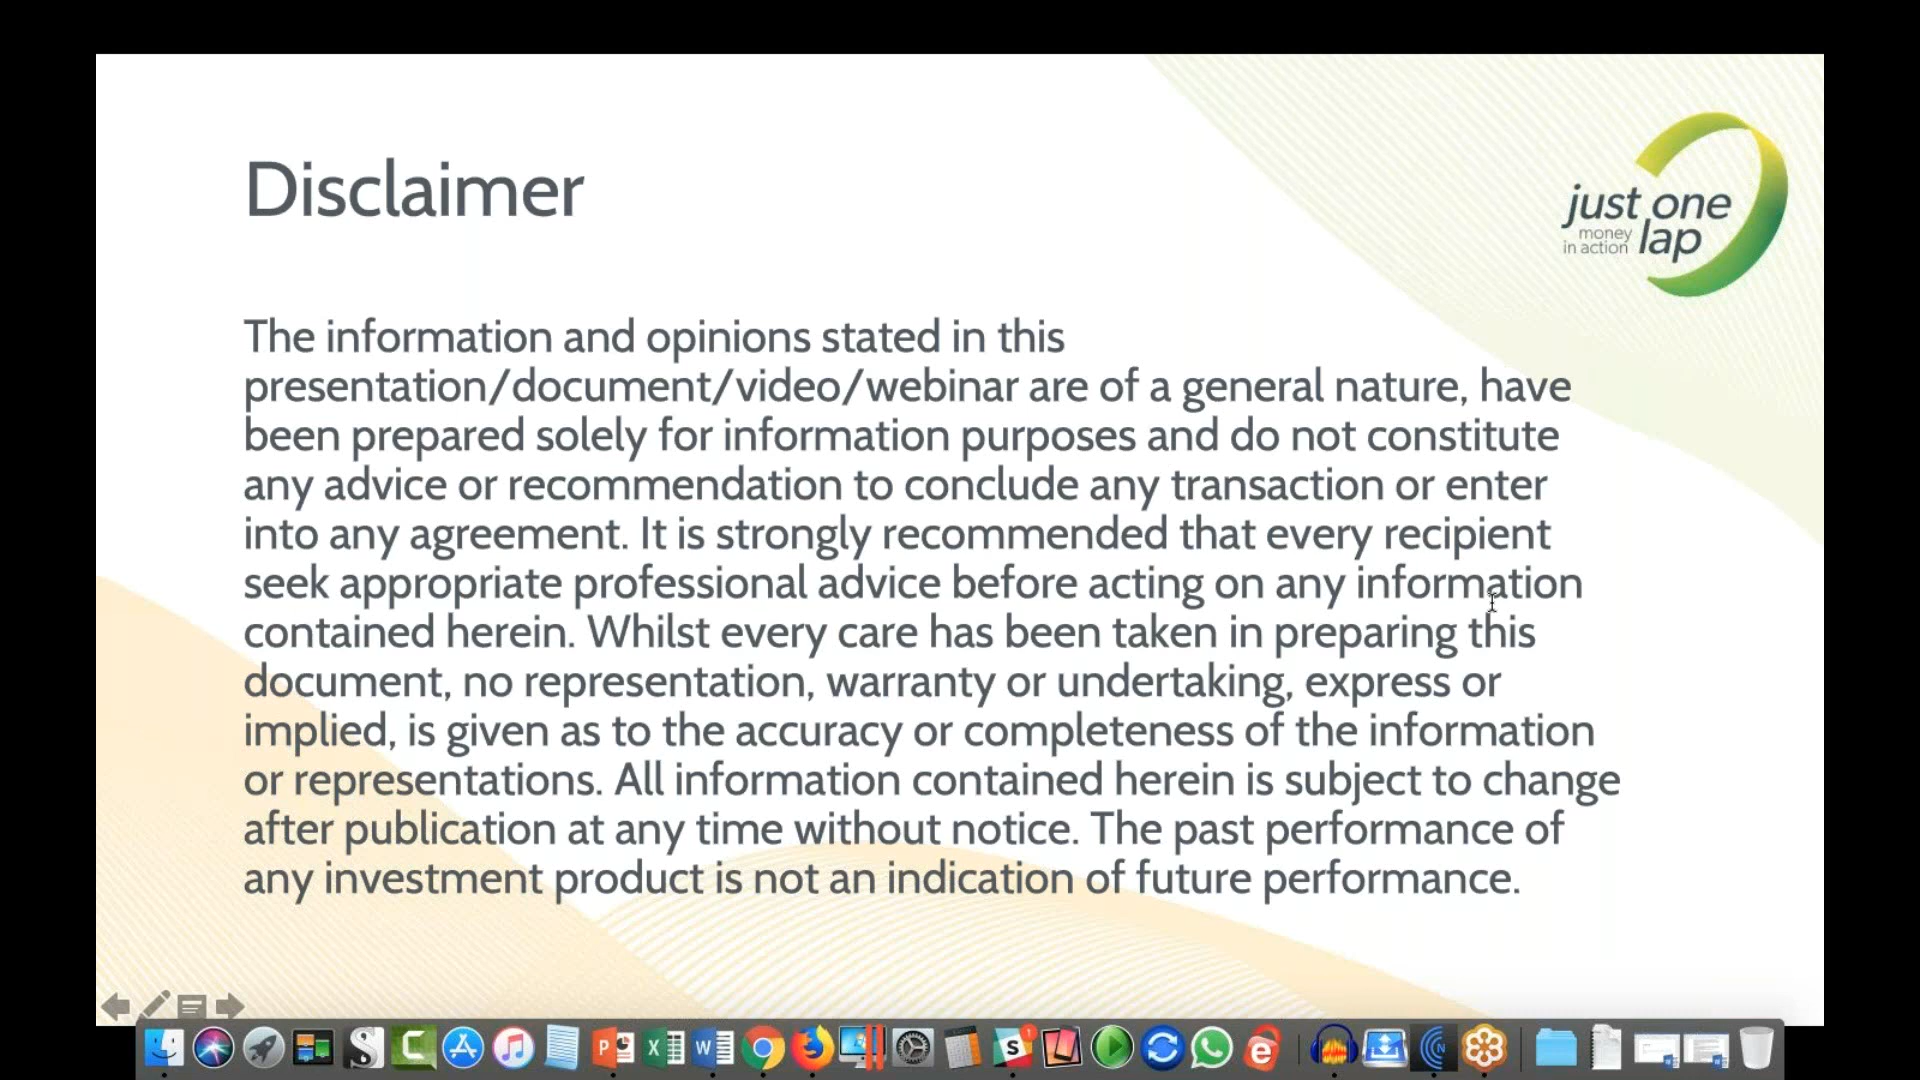 Disclaimer
just one
money
in action
lap
The information and opinions stated in this
presentation/document/video/webinar are of a general nature, have
been prepared solely for information purposes and do not constitute
any advice or recommendation to conclude any transaction or enter
into any agreement. It is strongly recommended that every recipient
seek appropriate professional advice before acting on any information
contained herein. Whilst every care has been taken in preparing this
document, no representation, warranty or undertaking, express or
implied, is given as to the accuracy or completeness of the information
or representations. All information contained herein is subject to change
after publication at any time without notice. The past performance of
any investment product is not an indication of future performance.